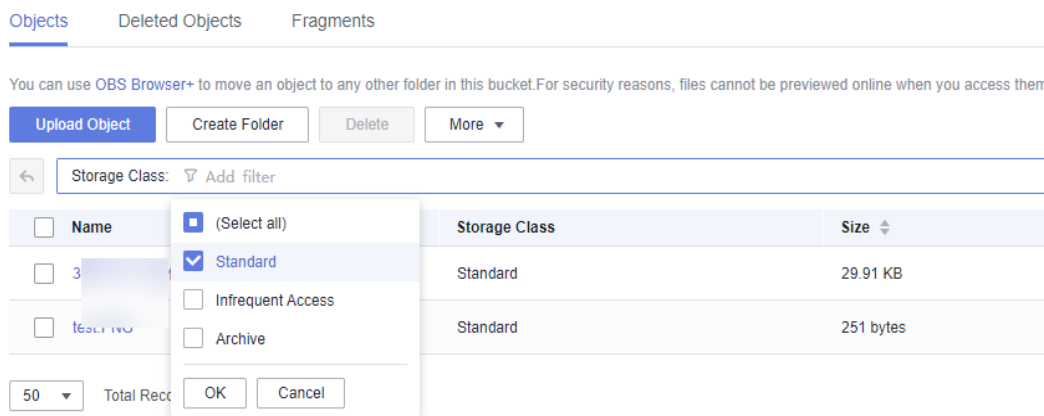 Objects Deleted Objects Fragments
You can use OBS Browser+ to move an object to any other folder in this bucket.For security reasons, files cannot be previewed online when you access them
Upload Object Create Folder Delete More
Storage Class: Add filter
Name Storage Class Size
(Select all)
Standard
Infrequent Access
Archive
OK Cancel
3 Standard 29.91 KB
Standard 251 bytes
50 Total